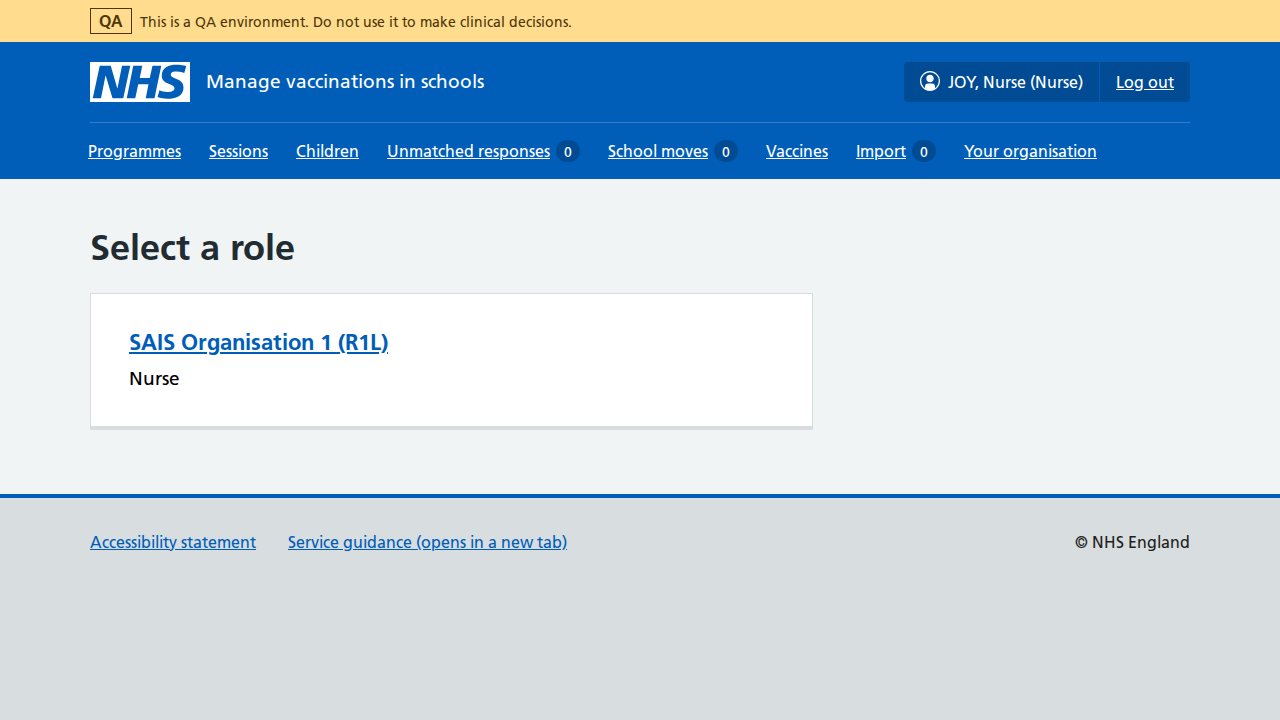 QA This is a QA environment. Do not use it to make clinical decisions.
NHS Manage vaccinations in schools JOY, Nurse (Nurse) Log out
Programmes Sessions Children Unmatched responses 0 School moves 0 Vaccines Import 0 Your organisation
Select a role
SAIS Organisation 1 (R1L)
Nurse
Accessibility statement Service guidance (opens in a new tab) © NHS England